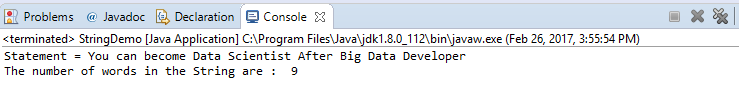 Problems @ Javadoc Declaration Console
<terminated> StringDemo [Java Application] C:\Program Files\Java\jdk1.8.0_112\bin\javaw.exe (Feb 26, 2017, 3:55:54 PM)
Statement = You can become Data Scientist After Big Data Developer
The number of words in the String are :  9